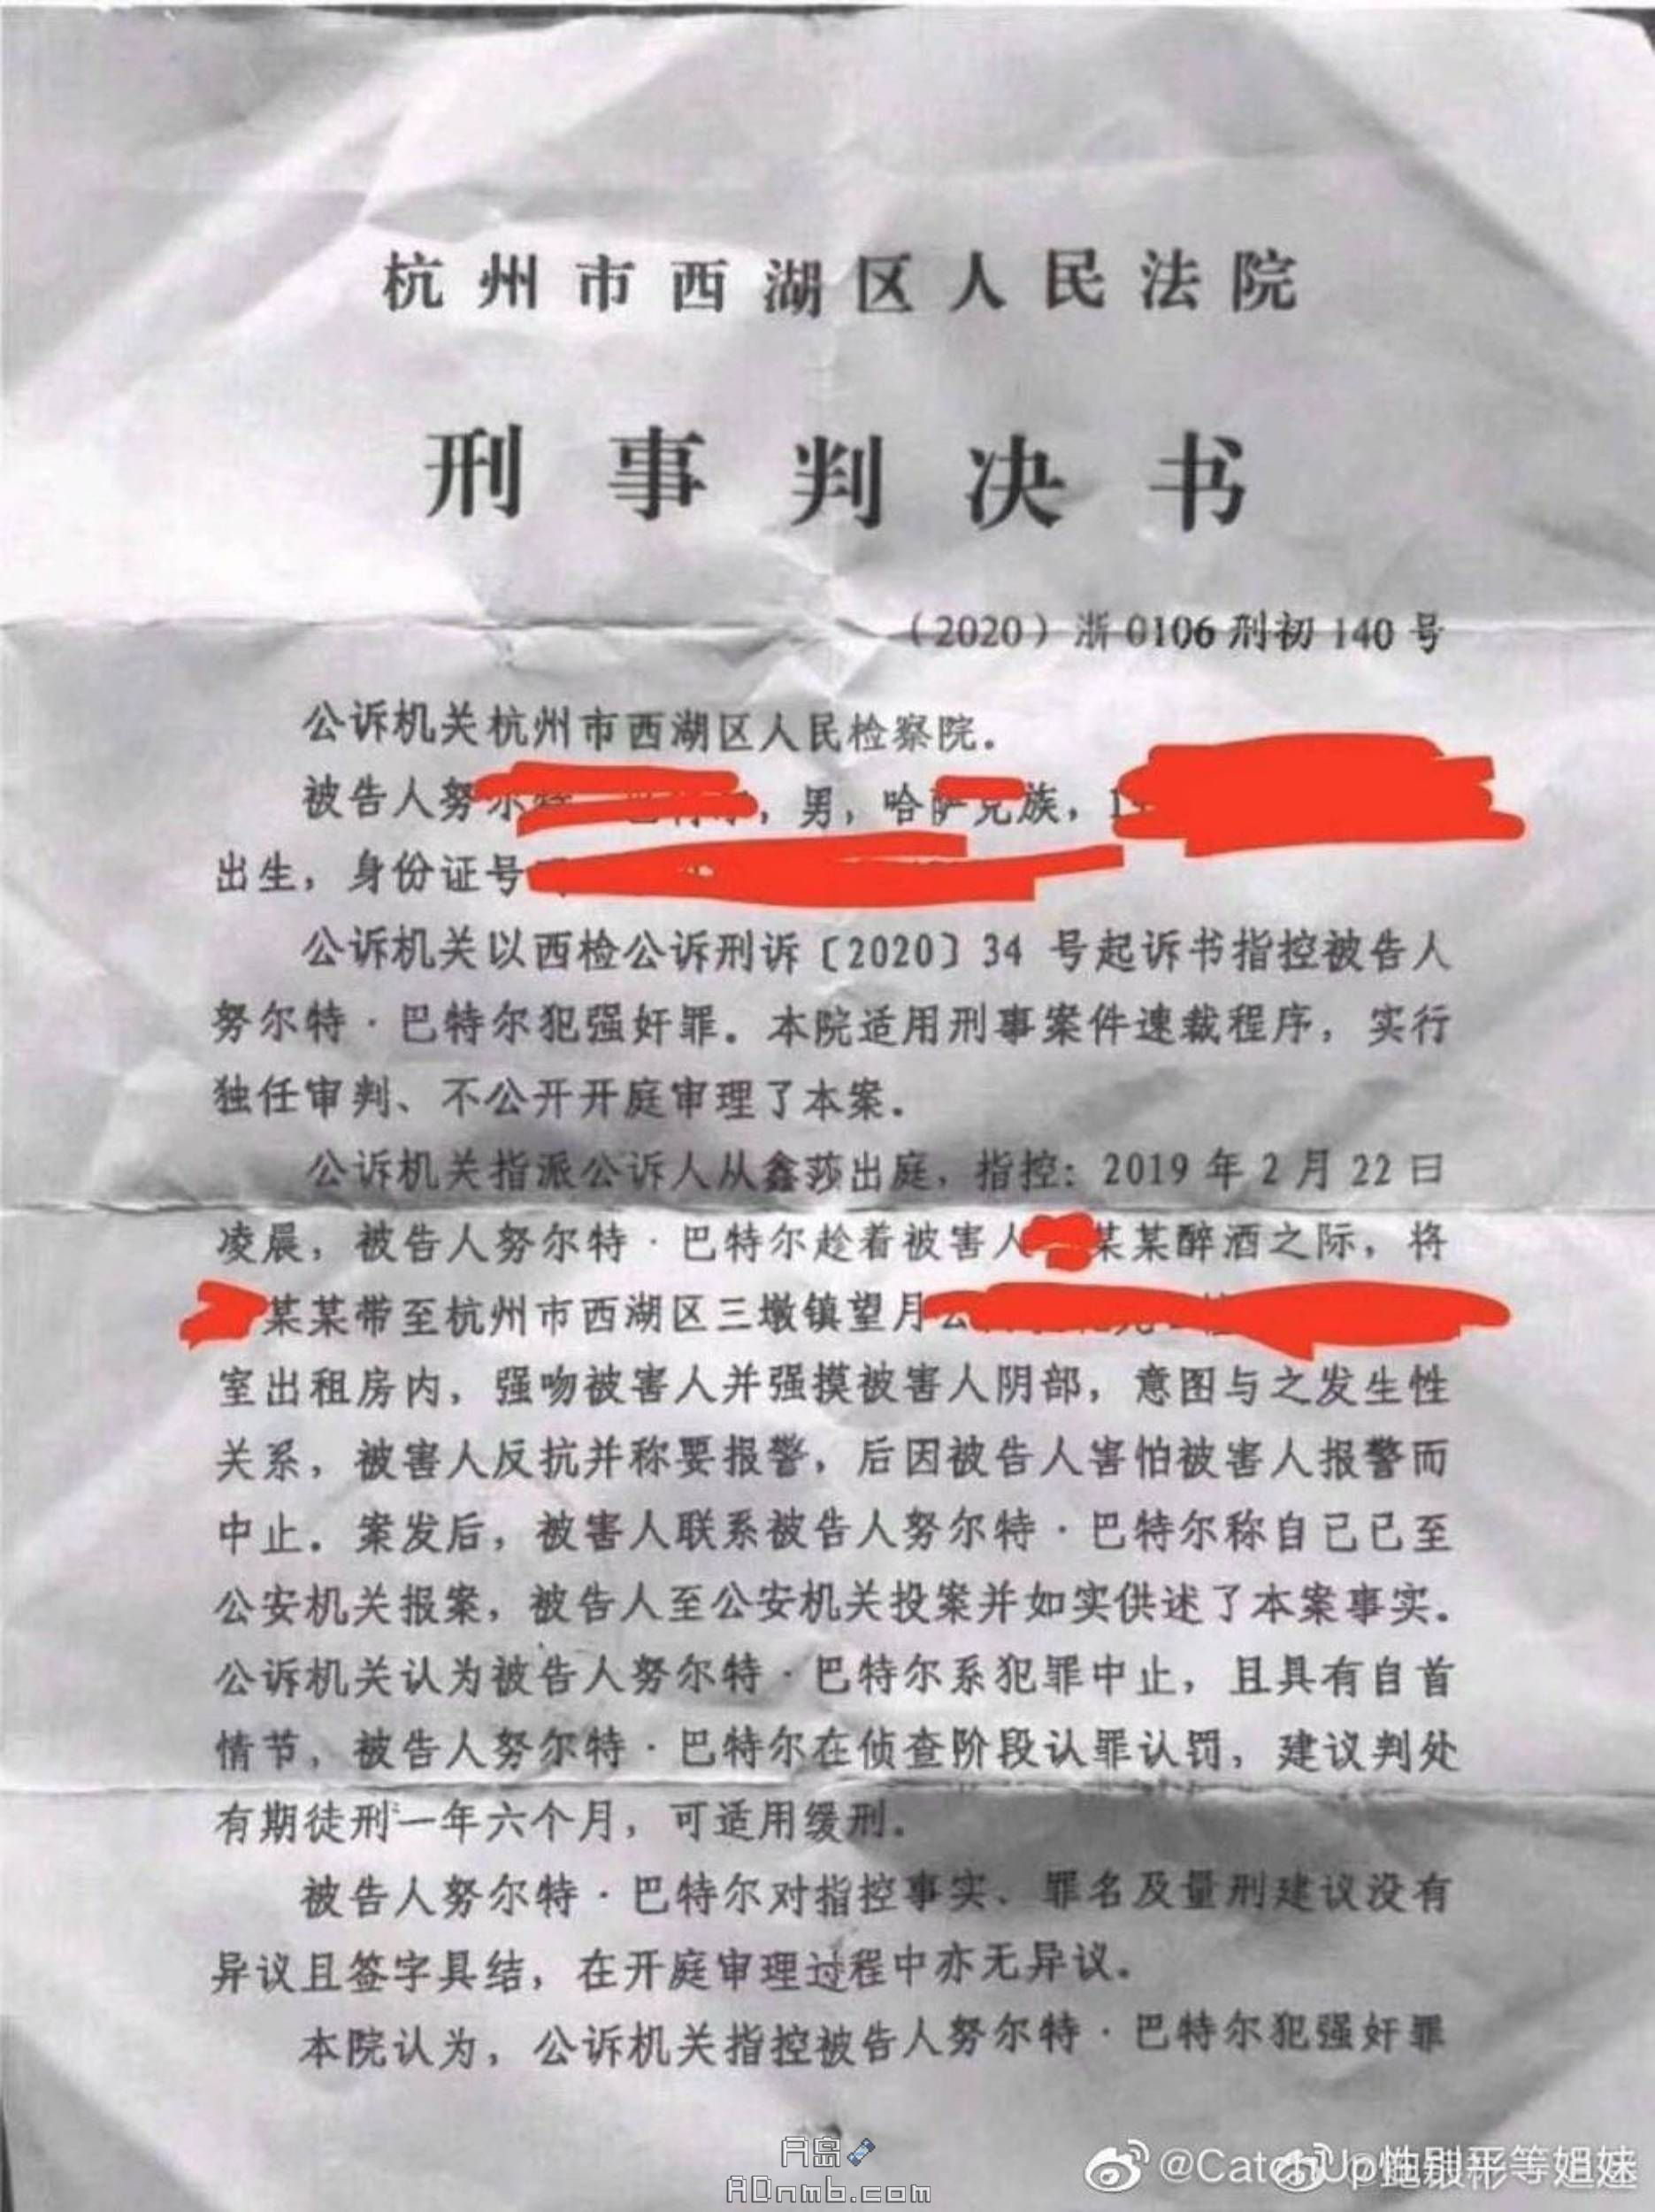 杭州市西湖区人民法院
刑事判决书
（2020）浙 0106 刑初 140 号
公诉机关杭州市西湖区人民检察院。
被告人努尔 ，男，哈萨克族，
出生，身份证号
公诉机关以西检公诉刑诉〔2020〕34 号起诉书指控被告人
努尔特·巴特尔犯强奸罪。本院适用刑事案件速裁程序，实行
独任审判、不公开开庭审理了本案。
公诉机关指派公诉人从鑫莎出庭，指控：2019 年 2 月 22 日
凌晨，被告人努尔特·巴特尔趁着被害人 某某醉酒之际，将
某某带至杭州市西湖区三墩镇望月
室出租房内，强吻被害人并强摸被害人阴部，意图与之发生性
关系，被害人反抗并称要报警，后因被告人害怕被害人报警而
中止。案发后，被害人联系被告人努尔特·巴特尔称自己已至
公安机关报案，被告人至公安机关投案并如实供述了本案事实。
公诉机关认为被告人努尔特·巴特尔系犯罪中止，且具有自首
情节，被告人努尔特·巴特尔在侦查阶段认罪认罚，建议判处
有期徒刑一年六个月，可适用缓刑。
被告人努尔特·巴特尔对指控事实、罪名及量刑建议没有
异议且签字具结，在开庭审理过程中亦无异议。
本院认为，公诉机关指控被告人努尔特·巴特尔犯强奸罪
A岛
ADnmb.com
@CatchUp性别平等姐妹